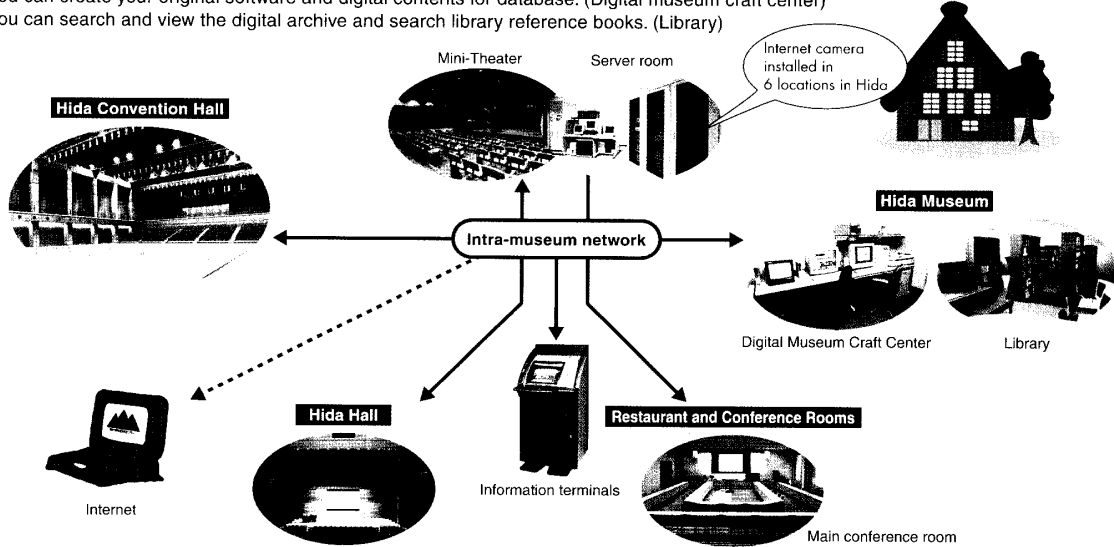 ou can create your original software and digital contents for database. (Digital museum craft center)
ou can search and view the digital archive and search library reference books. (Library)
Mini-Theater
Server room
Internet camera
installed in
6 locations in Hida
Hida Convention Hall
Hida Museum
Intra-museum network
Digital Museum Craft Center
Library
Internet
Hida Hall
Information terminals
Restaurant and Conference Rooms
Main conference room